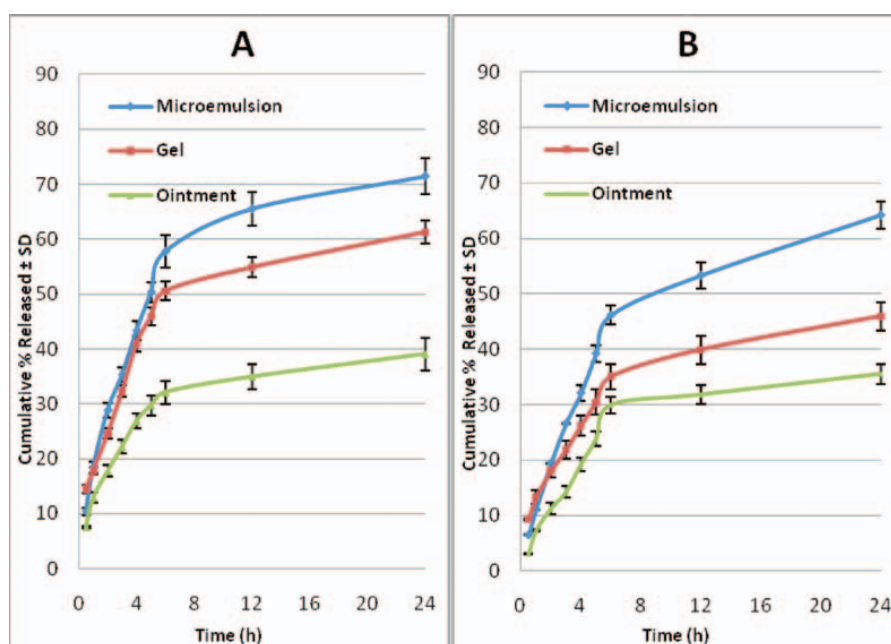 A
Cumulative % Released ± SD
90
80
70
60
50
40
30
20
10
0
Microemulsion
Gel
Ointment
0 4 8 12 16 20 24
Time (h)
B
Cumulative % Released ± SD
90
80
70
60
50
40
30
20
10
0
Microemulsion
Gel
Ointment
0 4 8 12 16 20 24
Time (h)